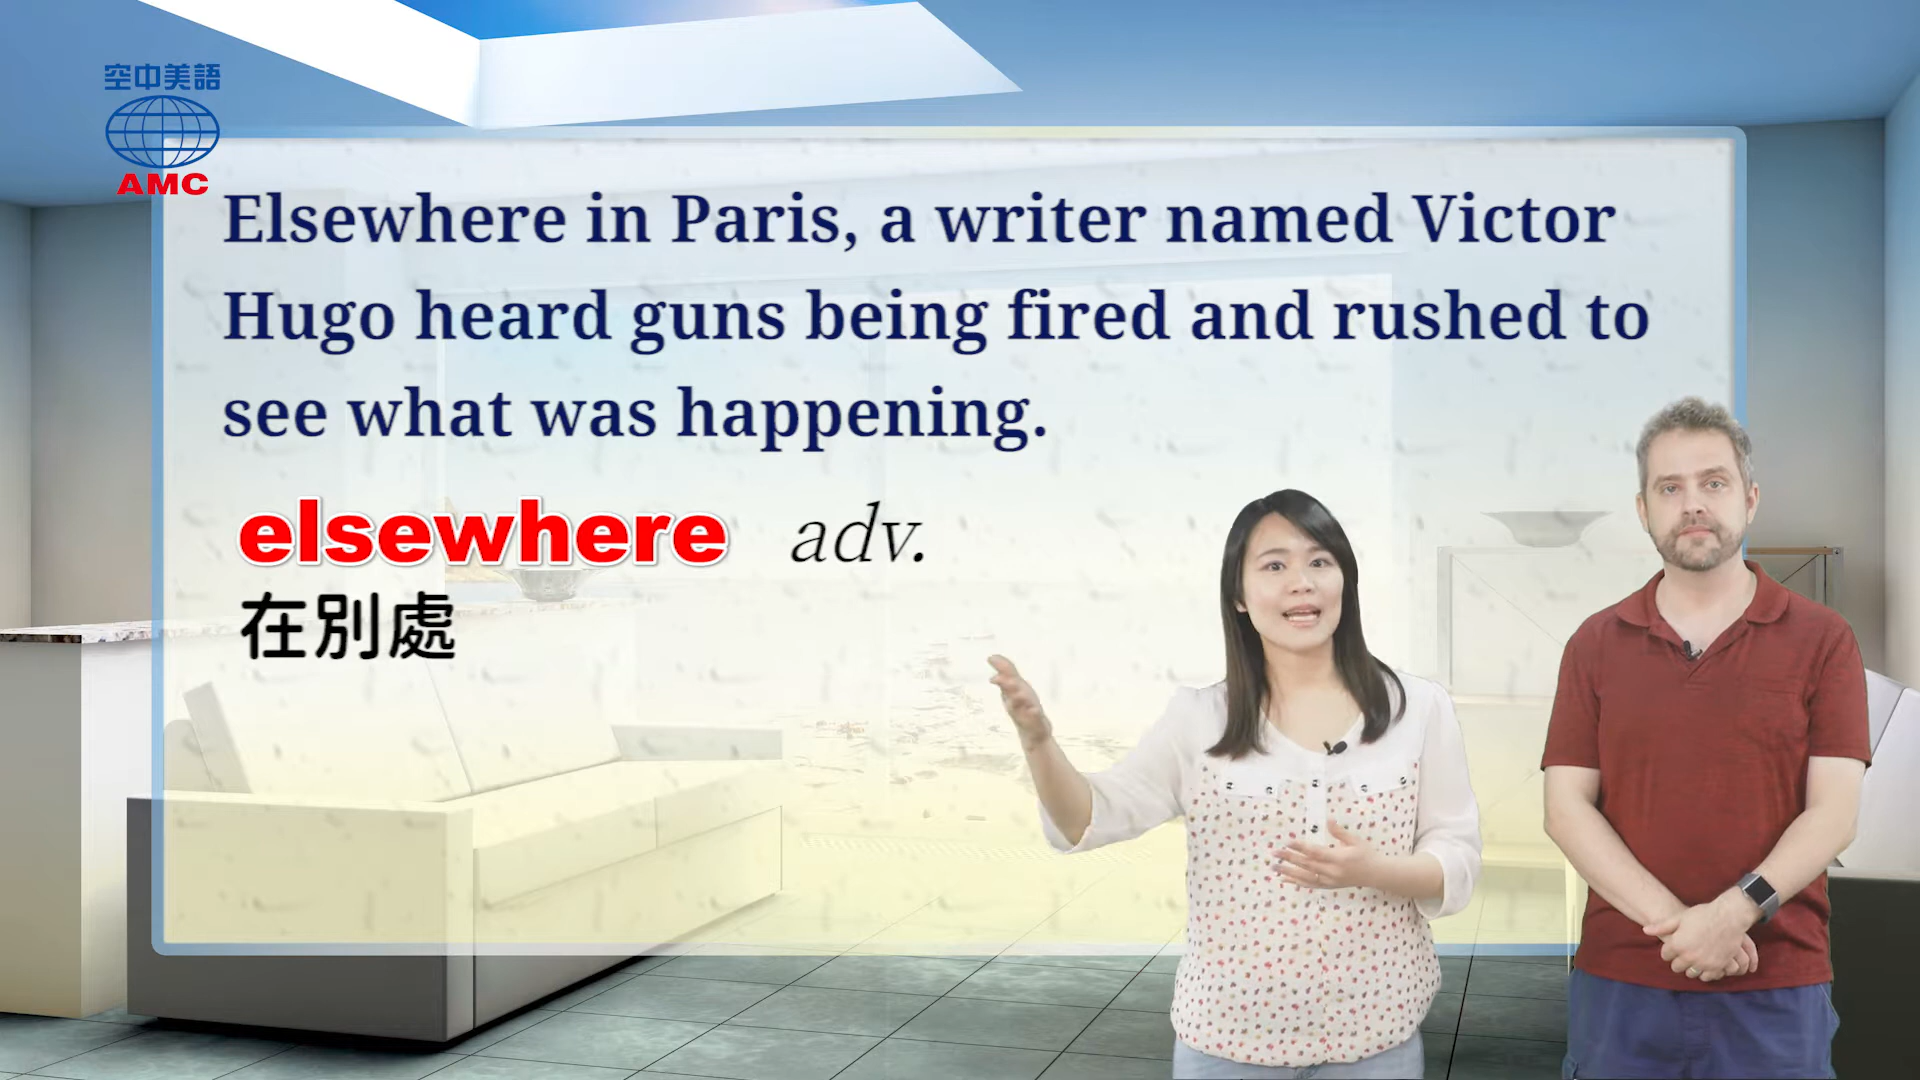 空中美語
AMC
Elsewhere in Paris, a writer named Victor
Hugo heard guns being fired and rushed to
see what was happening.
elsewhere adv.
在別處